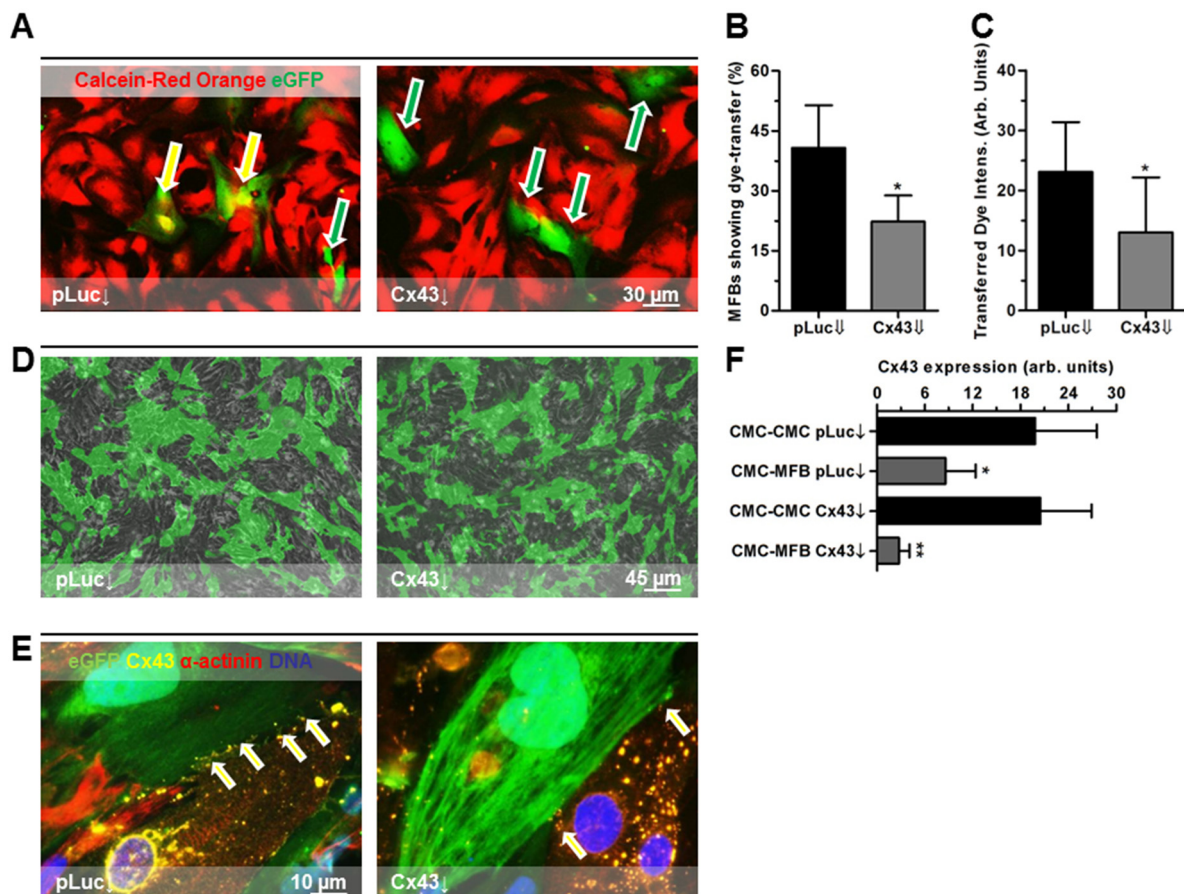 A
Calcein-Red Orange eGFP
pLuc↓
Cx43↓
30 µm
B
MFBs showing dye-transfer (%)
60
45
30
15
0
*
pLuc⇓ Cx43⇓
C
Transferred Dye Intens. (Arb. Units)
40
30
20
10
0
*
pLuc⇓ Cx43⇓
D
pLuc↓
Cx43↓
45 µm
F
Cx43 expression (arb. units)
0 6 12 18 24 30
CMC-CMC pLuc↓
CMC-MFB pLuc↓ *
CMC-CMC Cx43↓
CMC-MFB Cx43↓ **
E
eGFP Cx43 α-actinin DNA
pLuc↓
10 µm
Cx43↓